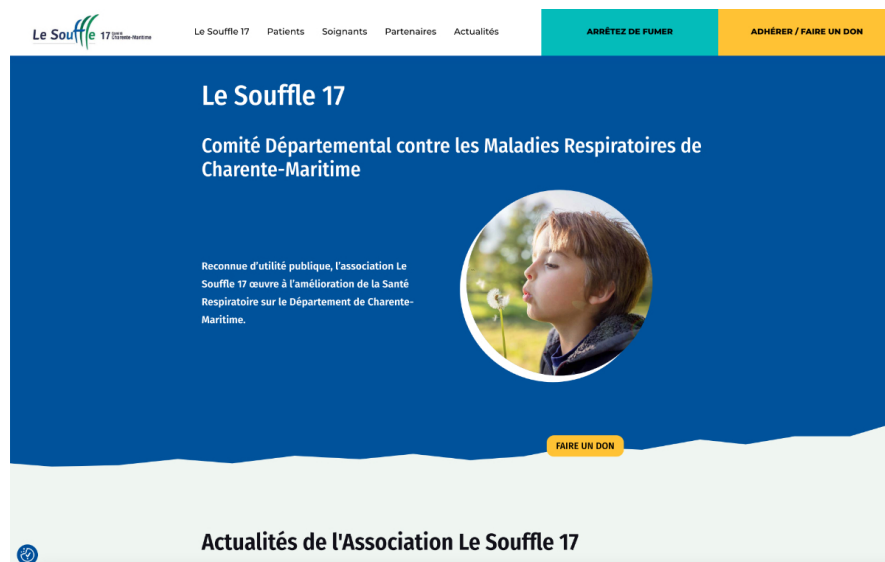 Le Souffle 17 Comité Charente-Maritime
Le Souffle 17 Patients Soignants Partenaires Actualités ARRÊTEZ DE FUMER ADHÉRER / FAIRE UN DON
Le Souffle 17
Comité Départemental contre les Maladies Respiratoires de
Charente-Maritime
Reconnue d'utilité publique, l'association Le
Souffle 17 œuvre à l'amélioration de la Santé
Respiratoire sur le Département de Charente-
Maritime.
FAIRE UN DON
Actualités de l'Association Le Souffle 17